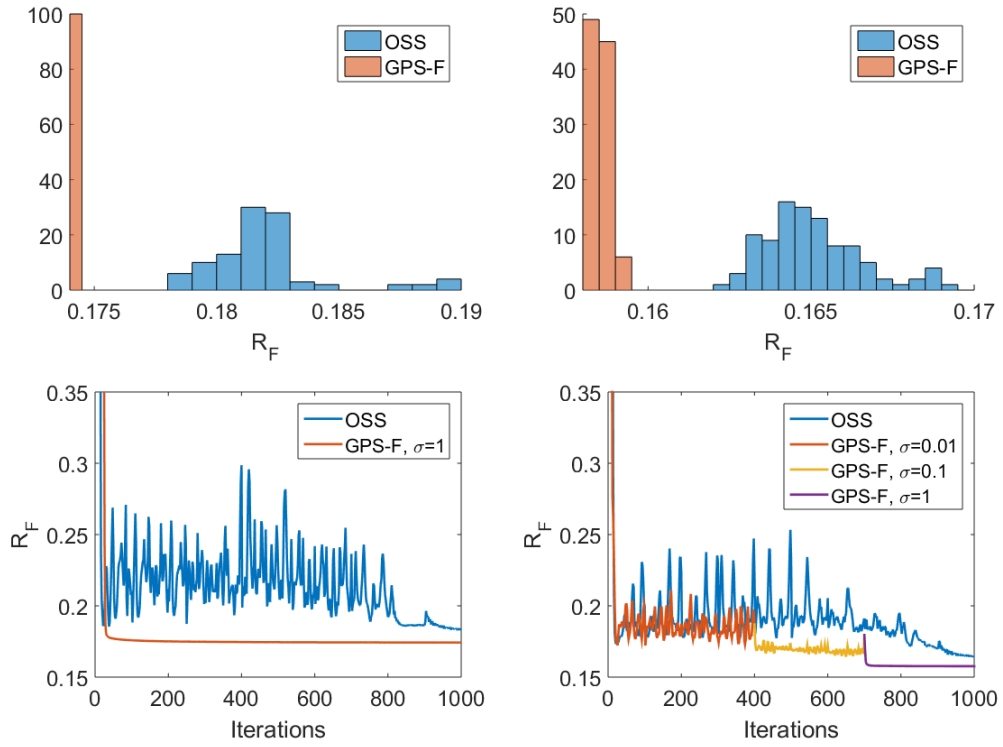 100
80
60
40
20
0
0.175
0.18
0.185
0.19
R_F
OSS
GPS-F
50
40
30
20
10
0
0.16
0.165
0.17
R_F
OSS
GPS-F
0.35
0.3
0.25
0.2
0.15
R_F
0
200
400
600
800
1000
Iterations
OSS
GPS-F, σ=1
0.35
0.3
0.25
0.2
0.15
R_F
0
200
400
600
800
1000
Iterations
OSS
GPS-F, σ=0.01
GPS-F, σ=0.1
GPS-F, σ=1